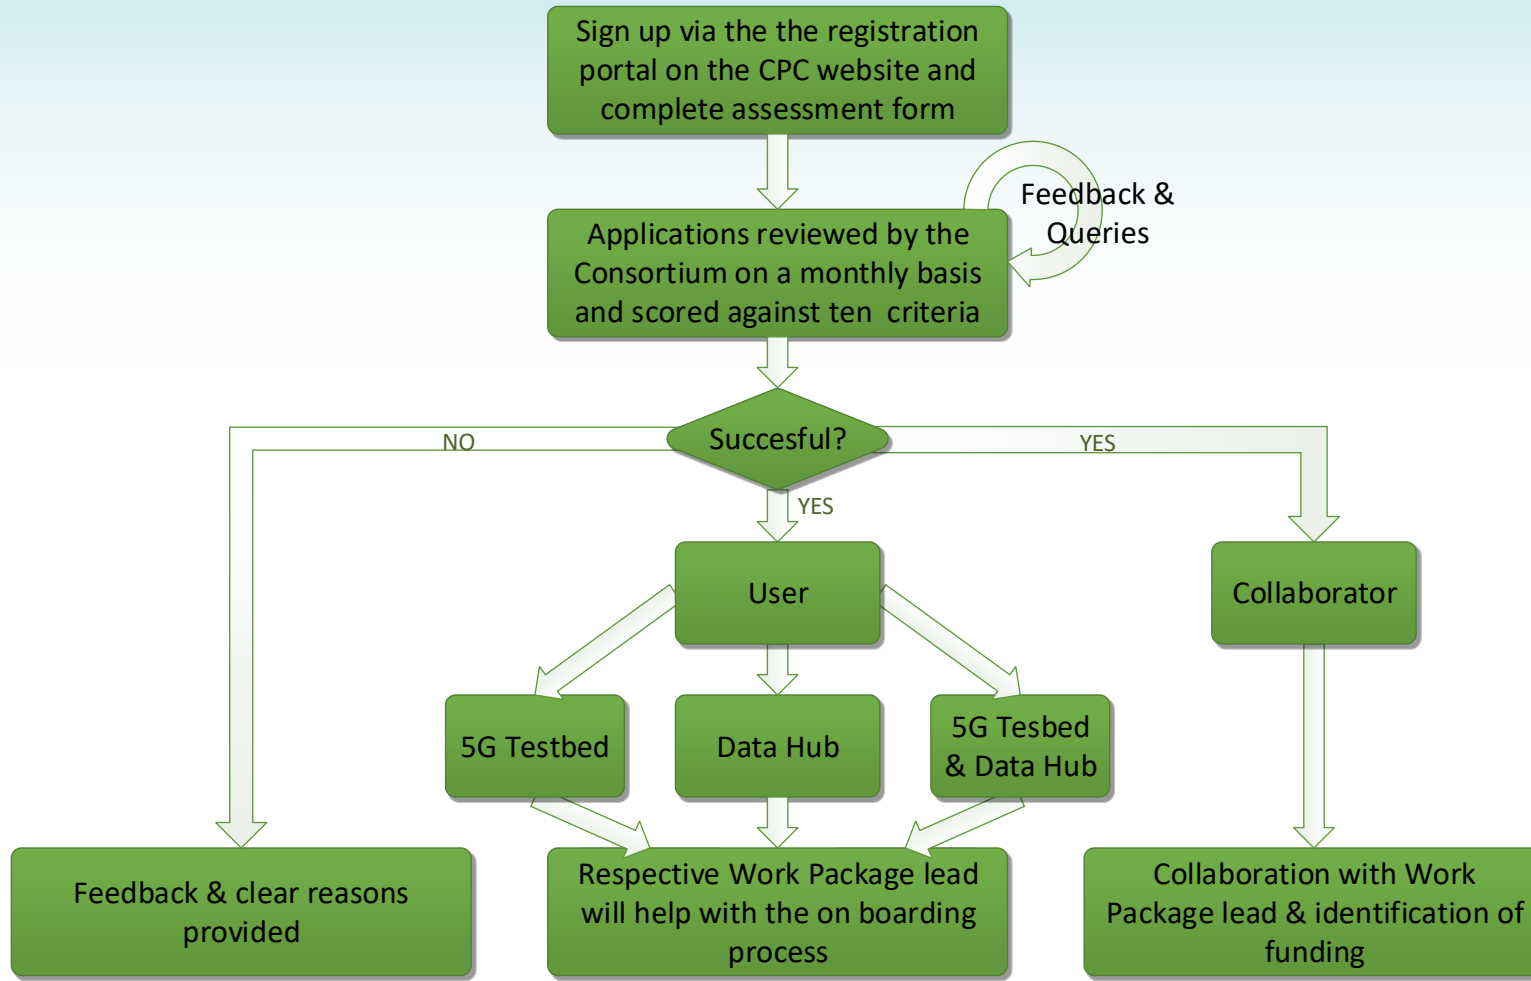 Sign up via the the registration
portal on the CPC website and
complete assessment form
Feedback &
Queries
Applications reviewed by the
Consortium on a monthly basis
and scored against ten criteria
Succesful?
NO
YES
YES
User
Collaborator
5G Testbed
Data Hub
5G Tesbed
& Data Hub
Feedback & clear reasons
provided
Respective Work Package lead
will help with the on boarding
process
Collaboration with Work
Package lead & identification of
funding